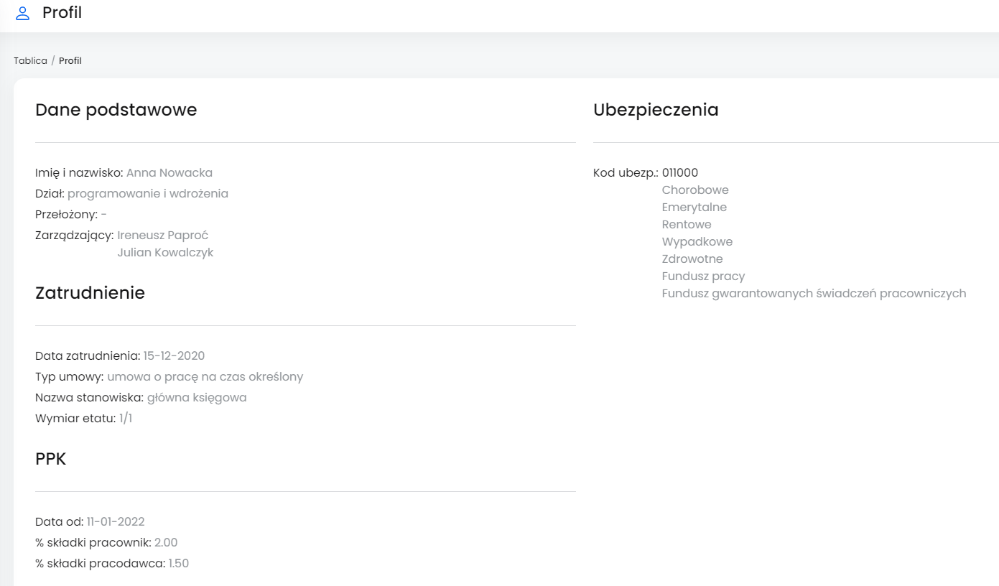 Profil
Tablica / Profil
Dane podstawowe
Imię i nazwisko: Anna Nowacka
Dział: programowanie i wdrożenia
Przełożony: -
Zarządzający: Ireneusz Paproć
Julian Kowalczyk
Zatrudnienie
Data zatrudnienia: 15-12-2020
Typ umowy: umowa o pracę na czas określony
Nazwa stanowiska: główna księgowa
Wymiar etatu: 1/1
PPK
Data od: 11-01-2022
% składki pracownik: 2.00
% składki pracodawca: 1.50
Ubezpieczenia
Kod ubezp.: 011000
Chorobowe
Emerytalne
Rentowe
Wypadkowe
Zdrowotne
Fundusz pracy
Fundusz gwarantowanych świadczeń pracowniczych